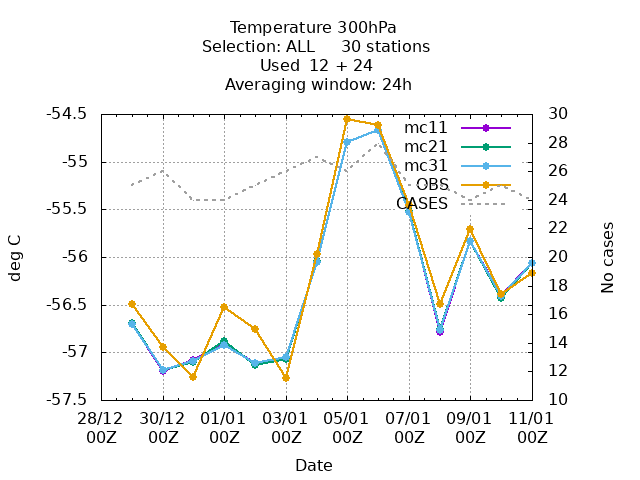 Temperature 300hPa
Selection: ALL 30 stations
Used 12 + 24
Averaging window: 24h
-54.5
-55
-55.5
-56
-56.5
-57
-57.5
deg C
30
28
26
24
22
20
18
16
14
12
10
No cases
mc11
mc21
mc31
OBS
CASES
28/12 30/12 01/01 03/01 05/01 07/01 09/01 11/01
00Z 00Z 00Z 00Z 00Z 00Z 00Z 00Z
Date